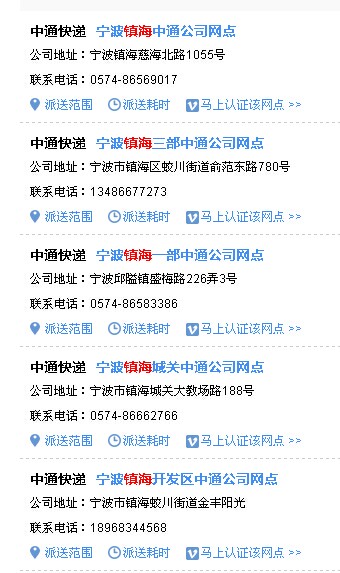 中通快递 宁波镇海中通公司网点
公司地址：宁波镇海慈海北路1055号
联系电话：0574-86569017
派送范围 派送耗时 马上认证该网点 >>
中通快递 宁波镇海三部中通公司网点
公司地址：宁波市镇海区蛟川街道俞范东路780号
联系电话：13486677273
派送范围 派送耗时 马上认证该网点 >>
中通快递 宁波镇海一部中通公司网点
公司地址：宁波邱隘镇盛梅路226弄3号
联系电话：0574-86583386
派送范围 派送耗时 马上认证该网点 >>
中通快递 宁波镇海城关中通公司网点
公司地址：宁波市镇海城关大教场路188号
联系电话：0574-86662766
派送范围 派送耗时 马上认证该网点 >>
中通快递 宁波镇海开发区中通公司网点
公司地址：宁波市镇海蛟川街道金丰阳光
联系电话：18968344568
派送范围 派送耗时 马上认证该网点 >>